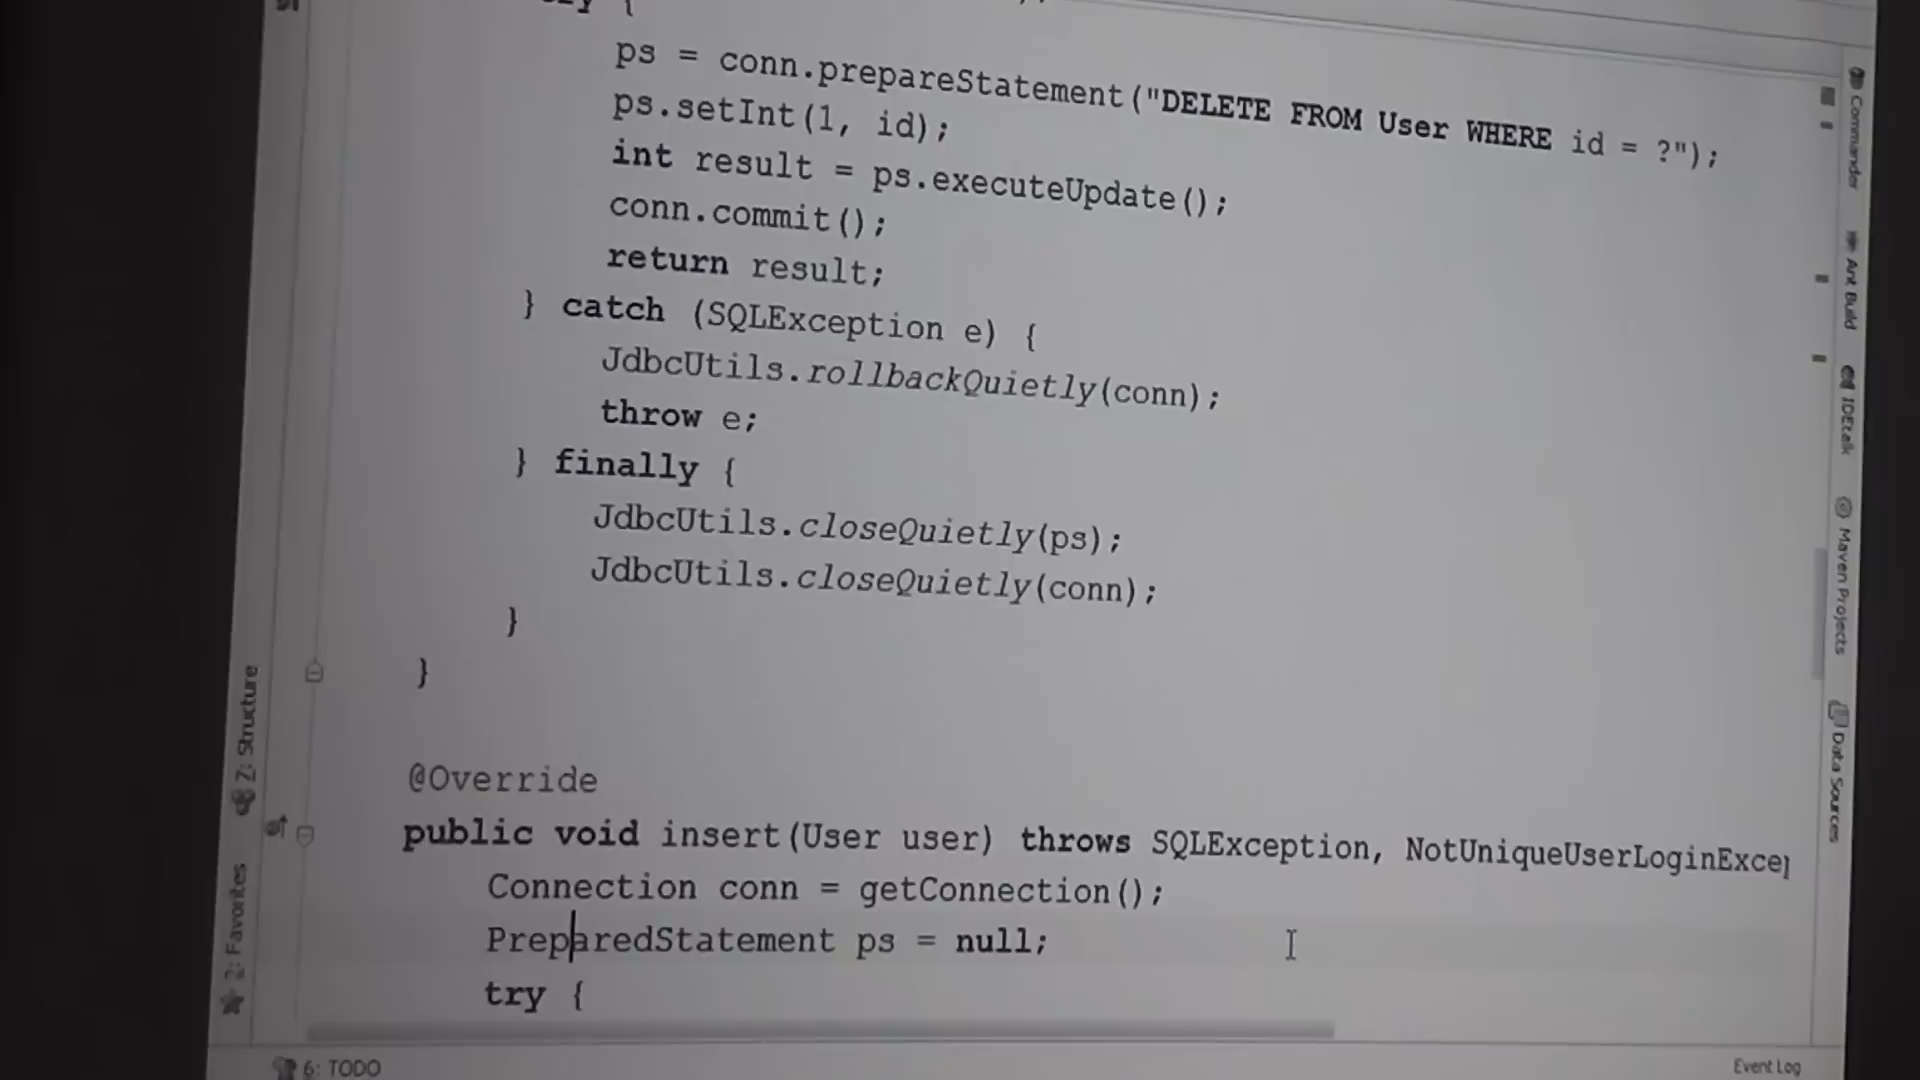 ps = conn.prepareStatement("DELETE FROM User WHERE id = ?");
ps.setInt(1, id);
int result = ps.executeUpdate();
conn.commit();
return result;
} catch (SQLException e) {
JdbcUtils.rollbackQuietly(conn);
throw e;
} finally {
JdbcUtils.closeQuietly(ps);
JdbcUtils.closeQuietly(conn);
}
}
@Override
public void insert(User user) throws SQLException, NotUniqueUserLoginExcep
Connection conn = getConnection();
PreparedStatement ps = null;
try {
Commander
Ant Build
IDEtalk
Maven Projects
Data Sources
Z: Structure
2: Favorites
6: TODO
Event Log